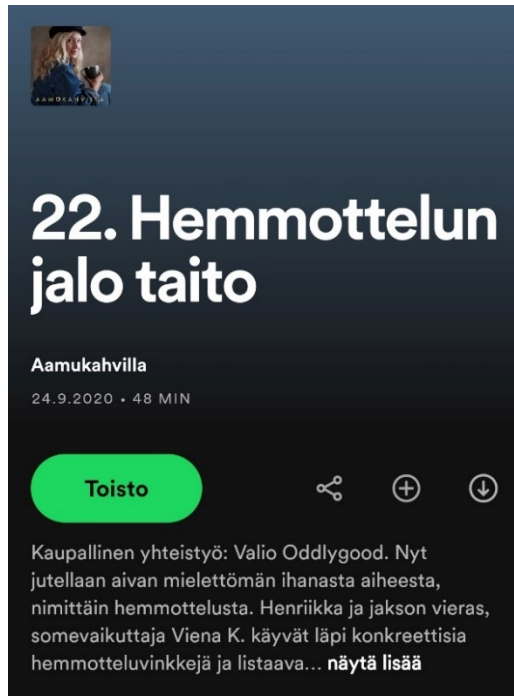 AAMUKAHVILLA
22. Hemmottelun
jalo taito
Aamukahvilla
24.9.2020 • 48 MIN
Toisto
Kaupallinen yhteistyö: Valio Oddlygood. Nyt
jutellaan aivan mielettömän ihanasta aiheesta,
nimittäin hemmottelusta. Henriikka ja jakson vieras,
somevaikuttaja Viena K. käyvät läpi konkreettisia
hemmotteluvinkkejä ja listaava... näytä lisää